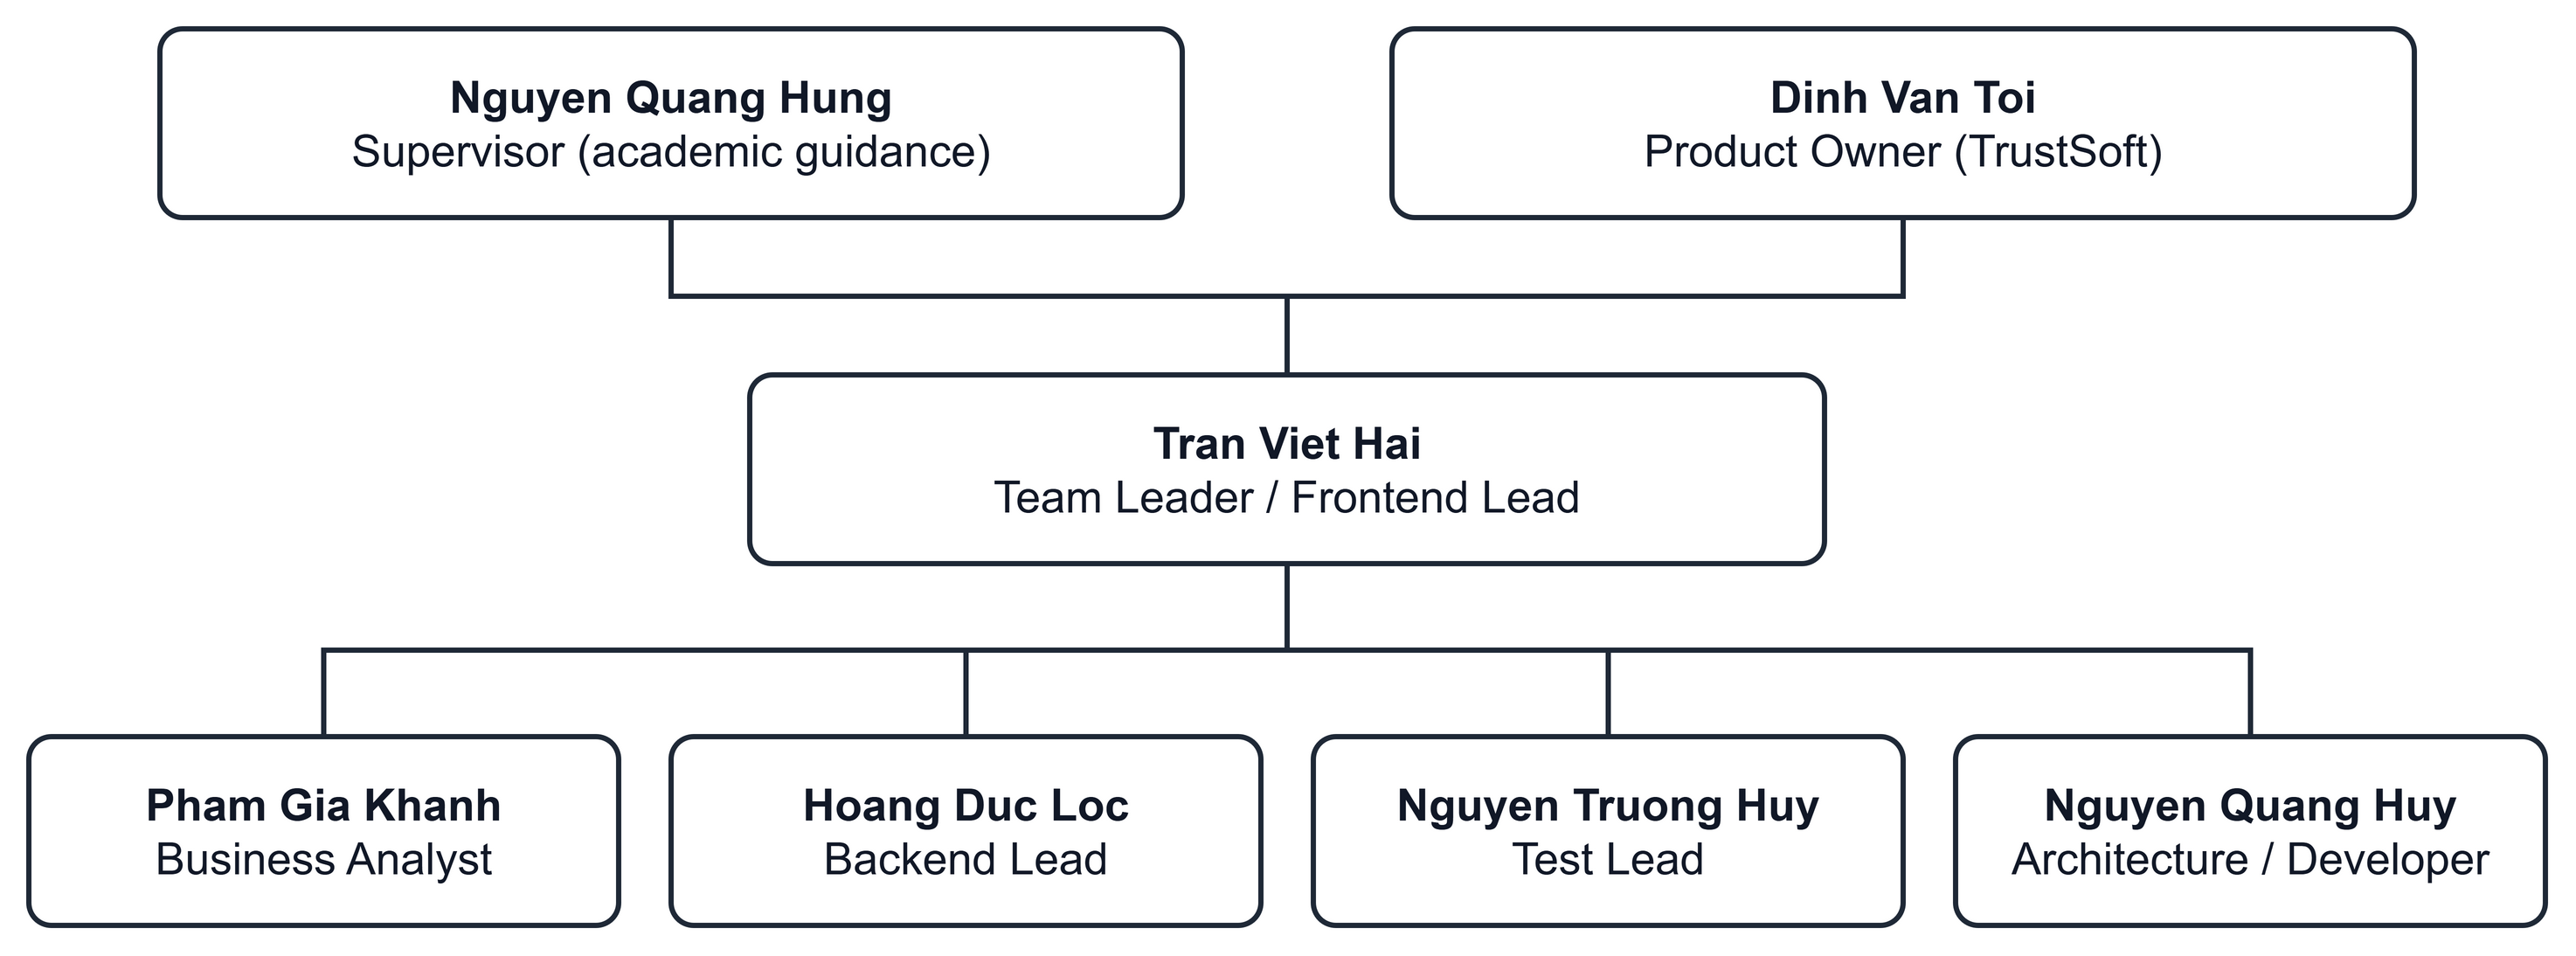 Nguyen Quang Hung
Supervisor (academic guidance)
Dinh Van Toi
Product Owner (TrustSoft)
Tran Viet Hai
Team Leader / Frontend Lead
Pham Gia Khanh
Business Analyst
Hoang Duc Loc
Backend Lead
Nguyen Truong Huy
Test Lead
Nguyen Quang Huy
Architecture / Developer